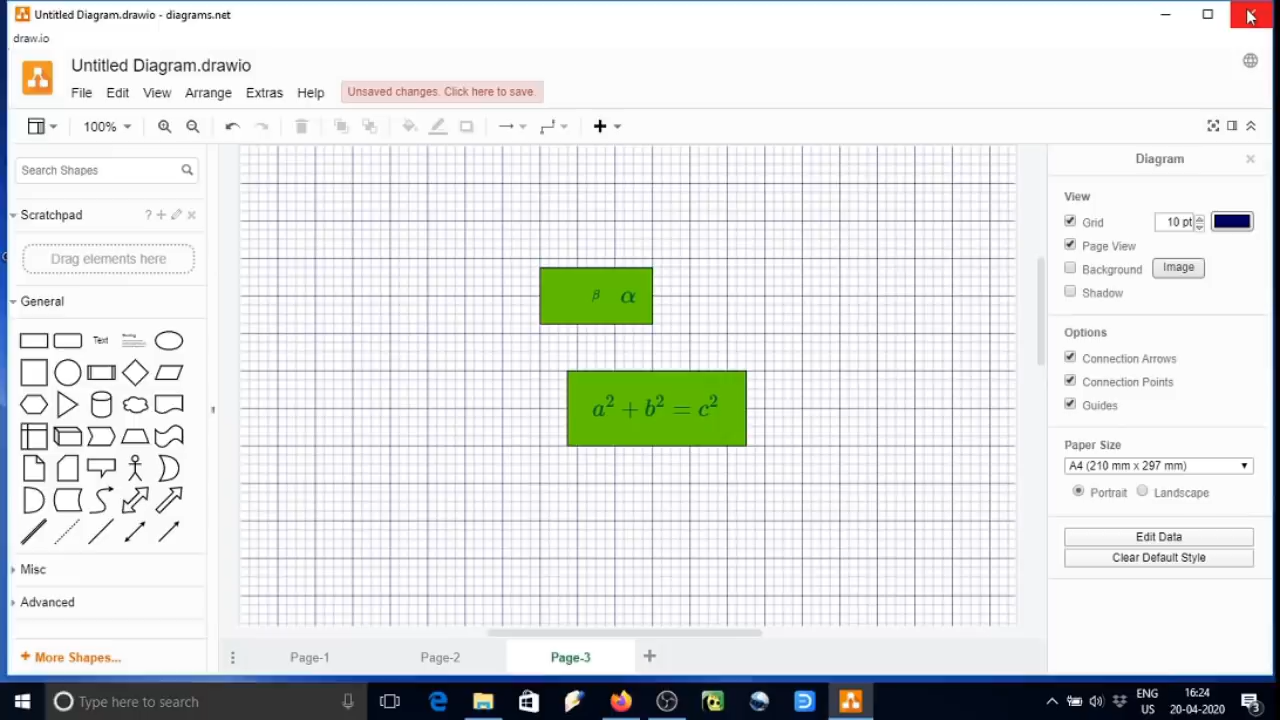 Untitled Diagram.drawio - diagrams.net
draw.io
Untitled Diagram.drawio
File Edit View Arrange Extras Help Unsaved changes. Click here to save.
100%
Search Shapes
Scratchpad ?
Drag elements here
General
Text
Misc
Advanced
+ More Shapes...
β α
a² + b² = c²
Page-1 Page-2 Page-3
Diagram
View
Grid 10 pt
Page View
Background Image
Shadow
Options
Connection Arrows
Connection Points
Guides
Paper Size
A4 (210 mm x 297 mm)
Portrait Landscape
Edit Data
Clear Default Style
Type here to search
ENG
US
16:24
20-04-2020
3